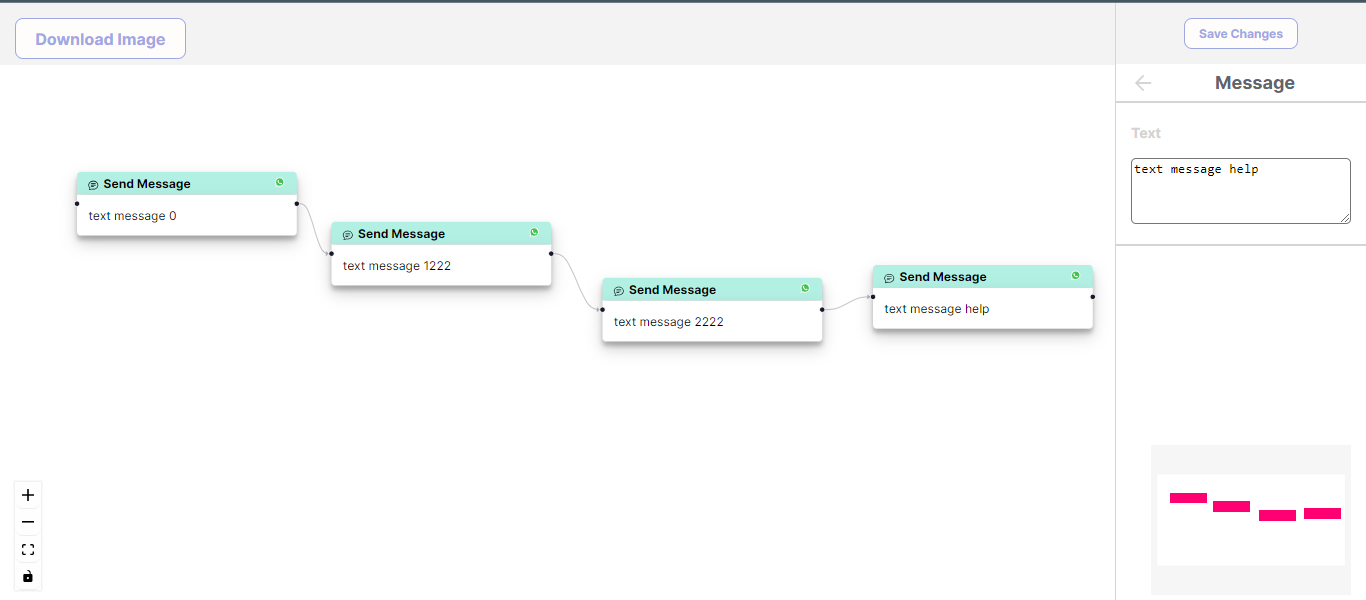 Download Image
Save Changes
Message
Text
text message help
Send Message
text message 0
Send Message
text message 1222
Send Message
text message 2222
Send Message
text message help